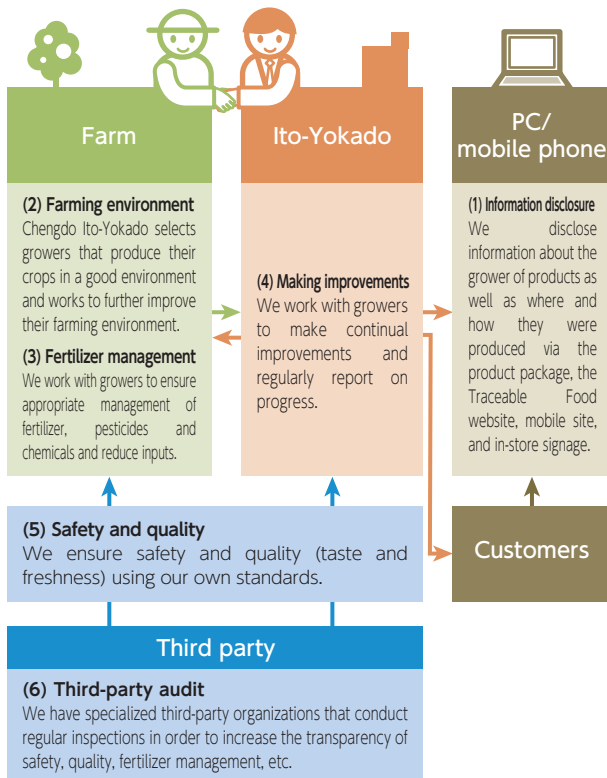 Farm
Ito-Yokado
PC/
mobile phone
(2) Farming environment
Chengdo Ito-Yokado selects
growers that produce their
crops in a good environment
and works to further improve
their farming environment.
(3) Fertilizer management
We work with growers to ensure
appropriate management of
fertilizer, pesticides and
chemicals and reduce inputs.
(4) Making improvements
We work with growers
to make continual
improvements and
regularly report on
progress.
(1) Information disclosure
We disclose
information about the
grower of products as
well as where and
how they were
produced via the
product package, the
Traceable Food
website, mobile site,
and in-store signage.
(5) Safety and quality
We ensure safety and quality (taste and
freshness) using our own standards.
Customers
Third party
(6) Third-party audit
We have specialized third-party organizations that conduct
regular inspections in order to increase the transparency of
safety, quality, fertilizer management, etc.